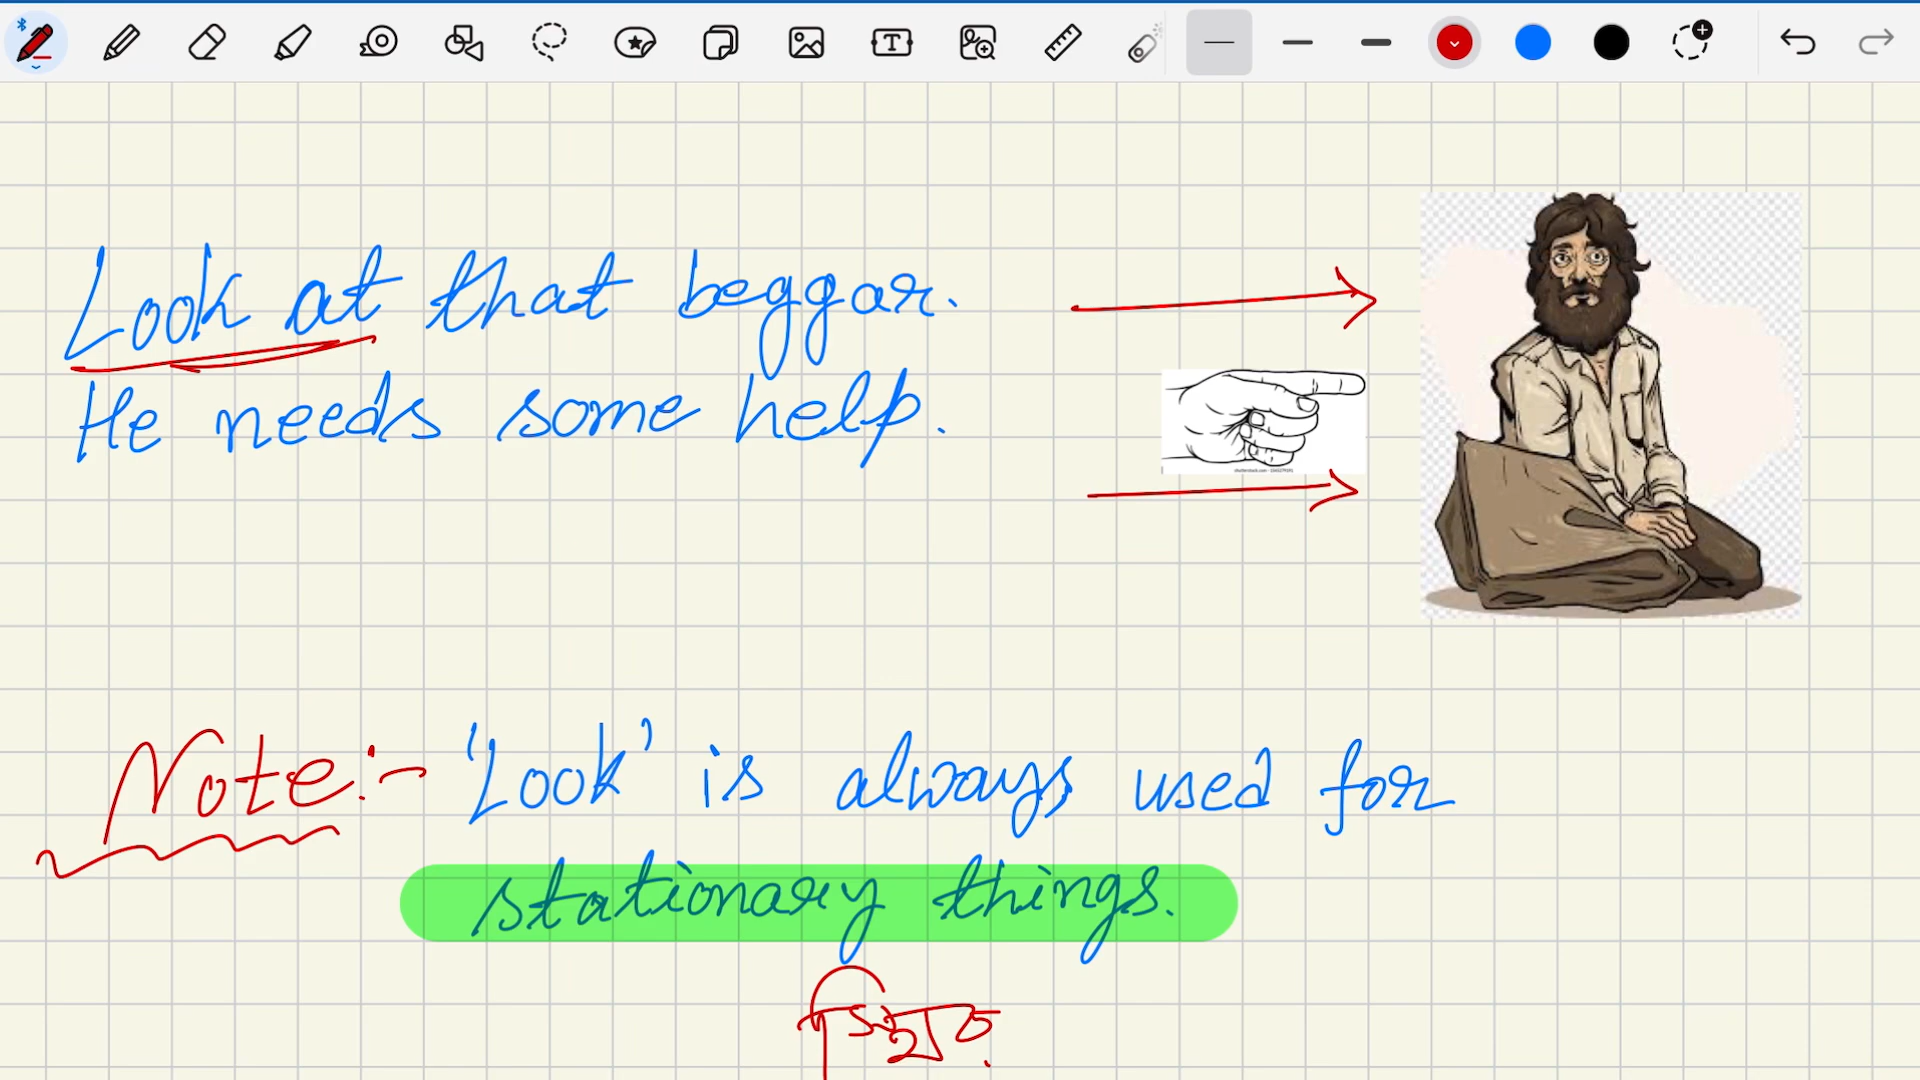 Look at that beggar.
He needs some help.
Note:- 'Look' is always used for
stationary things.